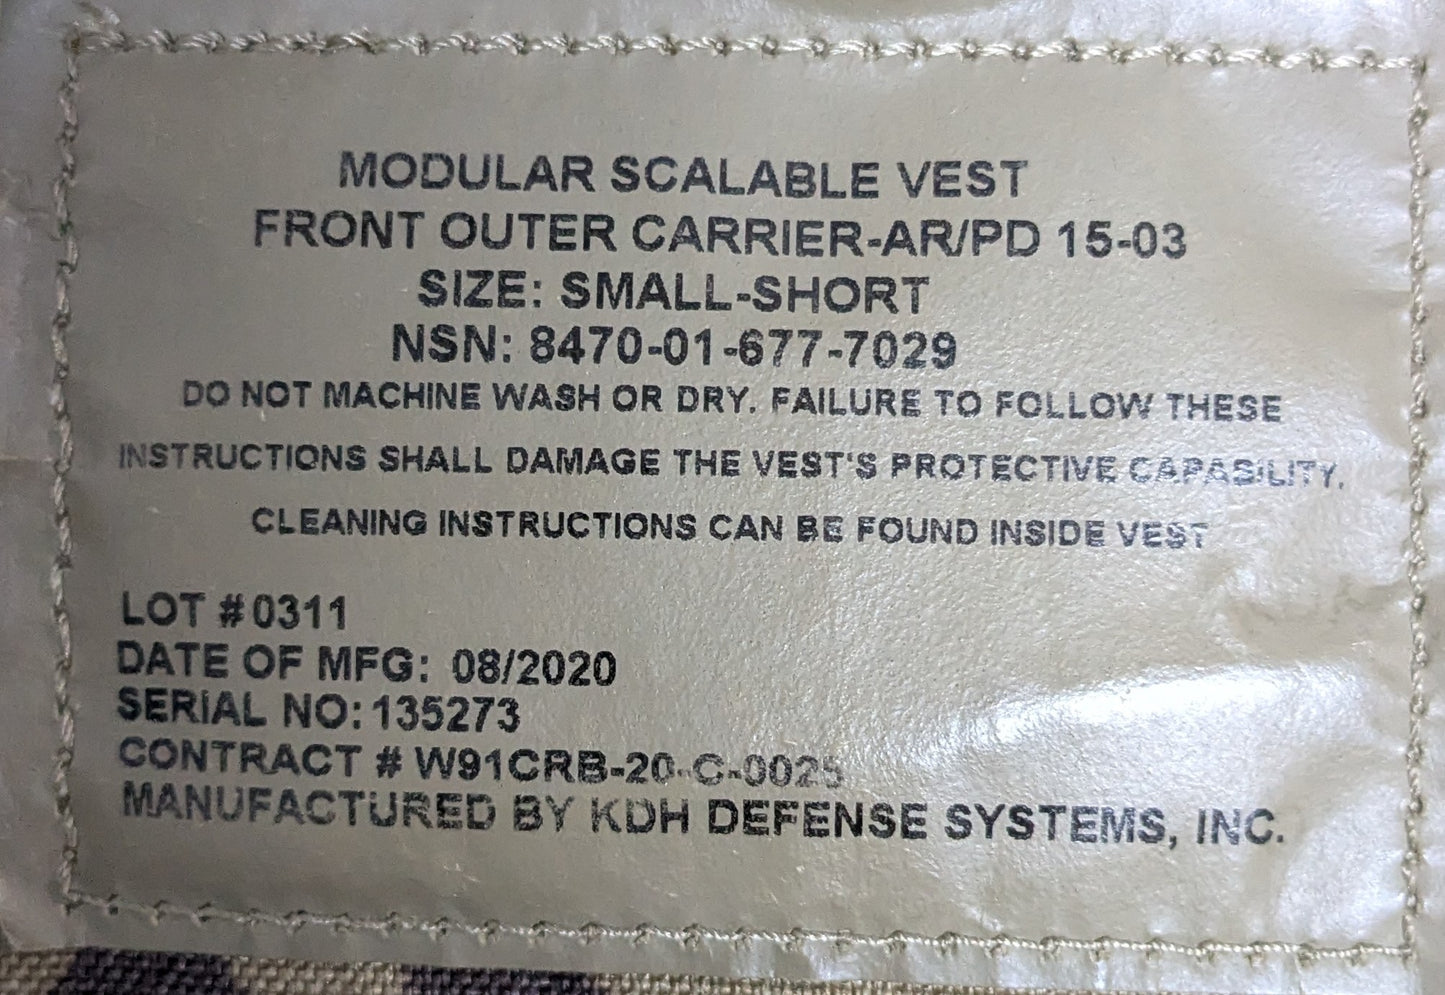 MODULAR SCALABLE VEST
FRONT OUTER CARRIER-AR/PD 15-03
SIZE: SMALL-SHORT
NSN: 8470-01-677-7029
DO NOT MACHINE WASH OR DRY. FAILURE TO FOLLOW THESE
INSTRUCTIONS SHALL DAMAGE THE VEST'S PROTECTIVE CAPABILITY.
CLEANING INSTRUCTIONS CAN BE FOUND INSIDE VEST
LOT #0311
DATE OF MFG: 08/2020
SERIAL NO: 135273
CONTRACT # W91CRB-20-C-0025
MANUFACTURED BY KDH DEFENSE SYSTEMS, INC.